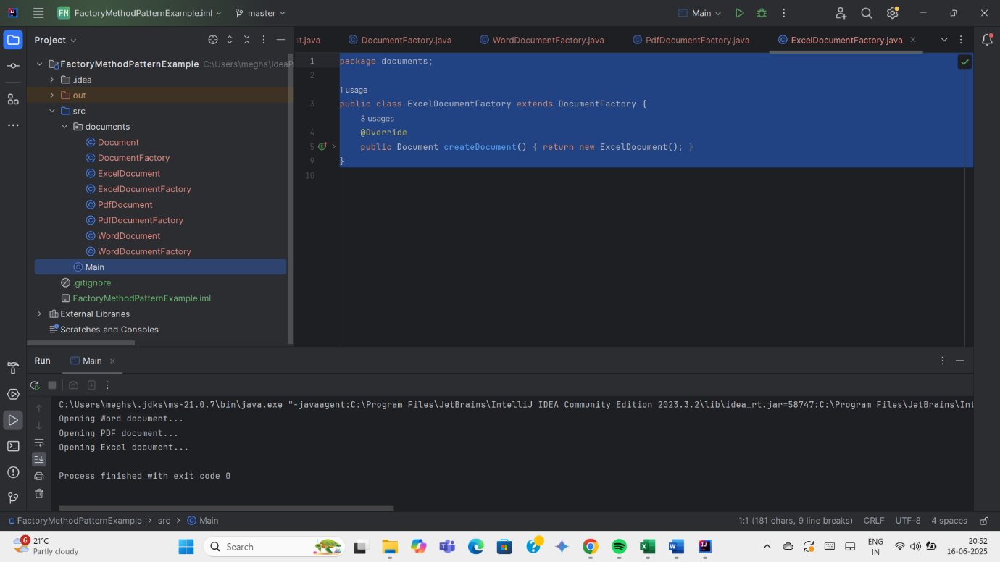 FM FactoryMethodPatternExample.iml master Main
Project
t.java DocumentFactory.java WordDocumentFactory.java PdfDocumentFactory.java ExcelDocumentFactory.java
FactoryMethodPatternExample C:\Users\meghs\IdeaP
.idea
out
src
documents
Document
DocumentFactory
ExcelDocument
ExcelDocumentFactory
PdfDocument
PdfDocumentFactory
WordDocument
WordDocumentFactory
Main
.gitignore
FactoryMethodPatternExample.iml
External Libraries
Scratches and Consoles
1 package documents;
2
1 usage
3 public class ExcelDocumentFactory extends DocumentFactory {
3 usages
4 @Override
5 public Document createDocument() { return new ExcelDocument(); }
9 }
10
Run Main
C:\Users\meghs\.jdks\ms-21.0.7\bin\java.exe "-javaagent:C:\Program Files\JetBrains\IntelliJ IDEA Community Edition 2023.3.2\lib\idea_rt.jar=58747:C:\Program Files\JetBrains\Int
Opening Word document...
Opening PDF document...
Opening Excel document...
Process finished with exit code 0
FactoryMethodPatternExample > src > Main 1:1 (181 chars, 9 line breaks) CRLF UTF-8 4 spaces
6 21°C
Partly cloudy
Search
ENG
IN
20:52
16-06-2025